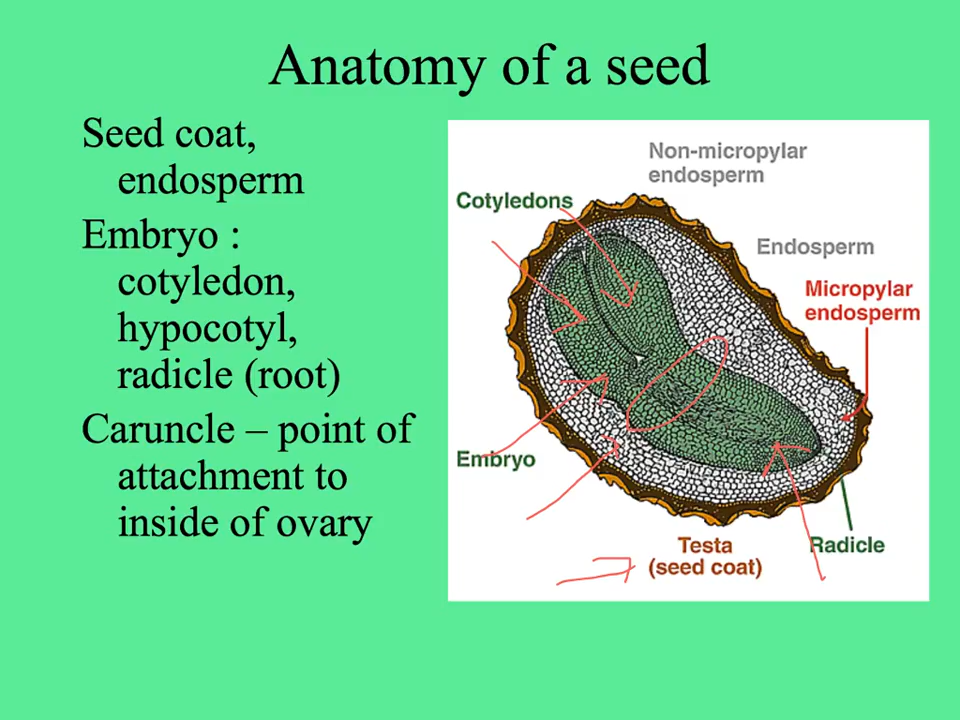 Anatomy of a seed
Seed coat,
endosperm
Embryo :
cotyledon,
hypocotyl,
radicle (root)
Caruncle – point of
attachment to
inside of ovary
Non-micropylar
endosperm
Cotyledons
Endosperm
Micropylar
endosperm
Embryo
Testa
(seed coat)
Radicle